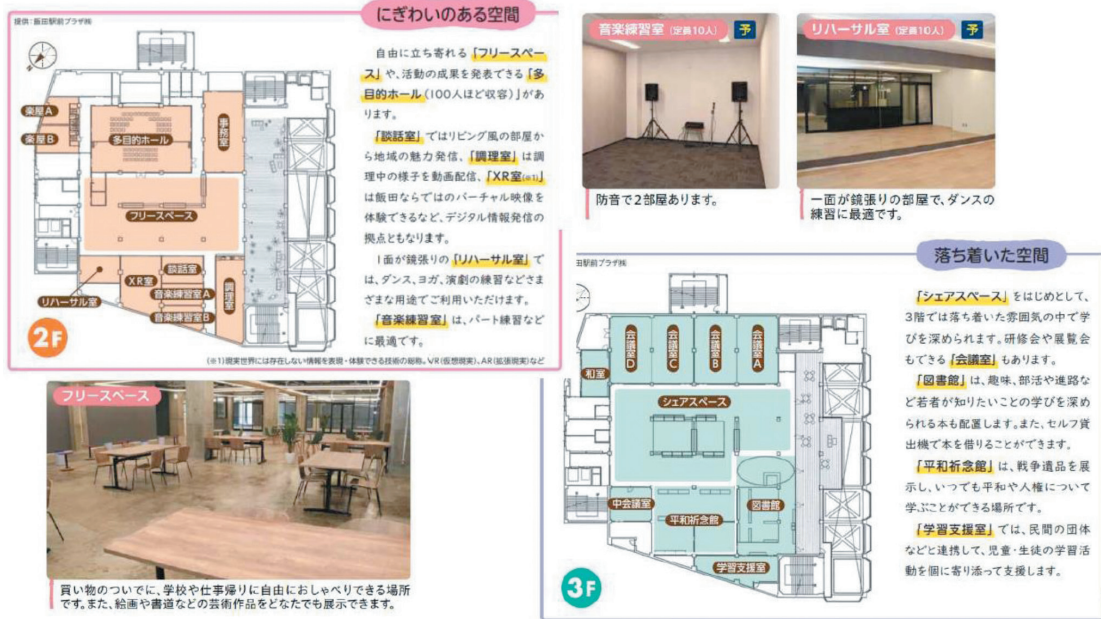 提供：飯田駅前プラザ㈱
にぎわいのある空間
自由に立ち寄れる「フリースペー
ス」や、活動の成果を発表できる「多
目的ホール（100人ほど収容）」があ
ります。
「談話室」ではリビング風の部屋か
ら地域の魅力発信、「調理室」は調
理中の様子を動画配信、「XR室(※1)」
は飯田ならではのバーチャル映像を
体験できるなど、デジタル情報発信の
拠点ともなります。
1面が鏡張りの「リハーサル室」で
は、ダンス、ヨガ、演劇の練習などさま
ざまな用途でご利用いただけます。
「音楽練習室」は、パート練習など
に最適です。
(※1)現実世界には存在しない情報を表現・体験できる技術の総称。VR（仮想現実）、AR（拡張現実）など
楽屋A
楽屋B
多目的ホール
事務室
フリースペース
リハーサル室
XR室
談話室
音楽練習室A
音楽練習室B
調理室
2F
音楽練習室（定員10人） 予
防音で2部屋あります。
リハーサル室（定員10人） 予
一面が鏡張りの部屋で、ダンスの
練習に最適です。
フリースペース
買い物のついでに、学校や仕事帰りに自由におしゃべりできる場所
です。また、絵画や書道などの芸術作品をどなたでも展示できます。
田駅前プラザ㈱
落ち着いた空間
「シェアスペース」をはじめとして、
3階では落ち着いた雰囲気の中で学
びを深められます。研修会や展覧会
もできる「会議室」もあります。
「図書館」は、趣味、部活や進路な
ど若者が知りたいことの学びを深め
られる本も配置します。また、セルフ貸
出機で本を借りることができます。
「平和祈念館」は、戦争遺品を展
示し、いつでも平和や人権について
学ぶことができる場所です。
「学習支援室」では、民間の団体
などと連携して、児童・生徒の学習活
動を個に寄り添って支援します。
和室
会議室D
会議室C
会議室B
会議室A
シェアスペース
中会議室
平和祈念館
図書館
学習支援室
3F